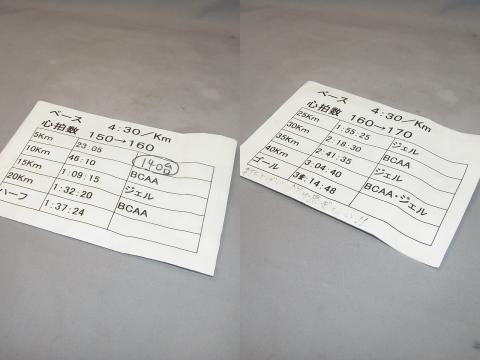 ペース 4:30/Km
心拍数 150→160
5Km 23:05
10Km 46:10 BCAA
15Km 1:09:15 ジェル
20Km 1:32:20 BCAA
ハーフ 1:37:24
ペース 4:30/Km
心拍数 160→170
25Km 1:55:25 ジェル
30Km 2:18:30 BCAA
35Km 2:41:35 ジェル
40Km 3:04:40 BCAA・ジェル
ゴール 3:14:48